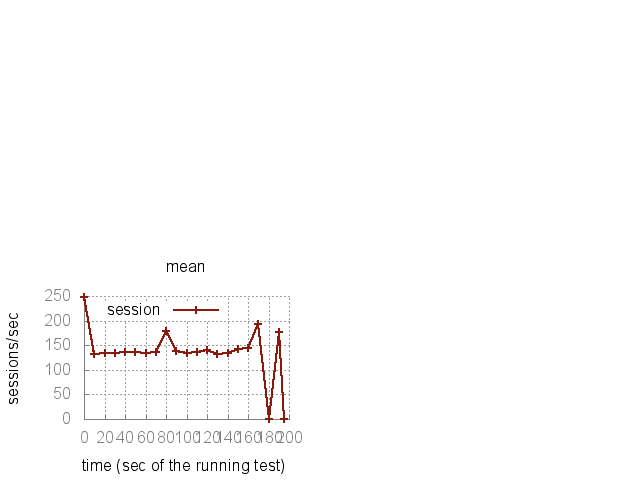 mean
sessions/sec
session
250
200
150
100
50
0
0 20 40 60 80 100 120 140 160 180 200
time (sec of the running test)